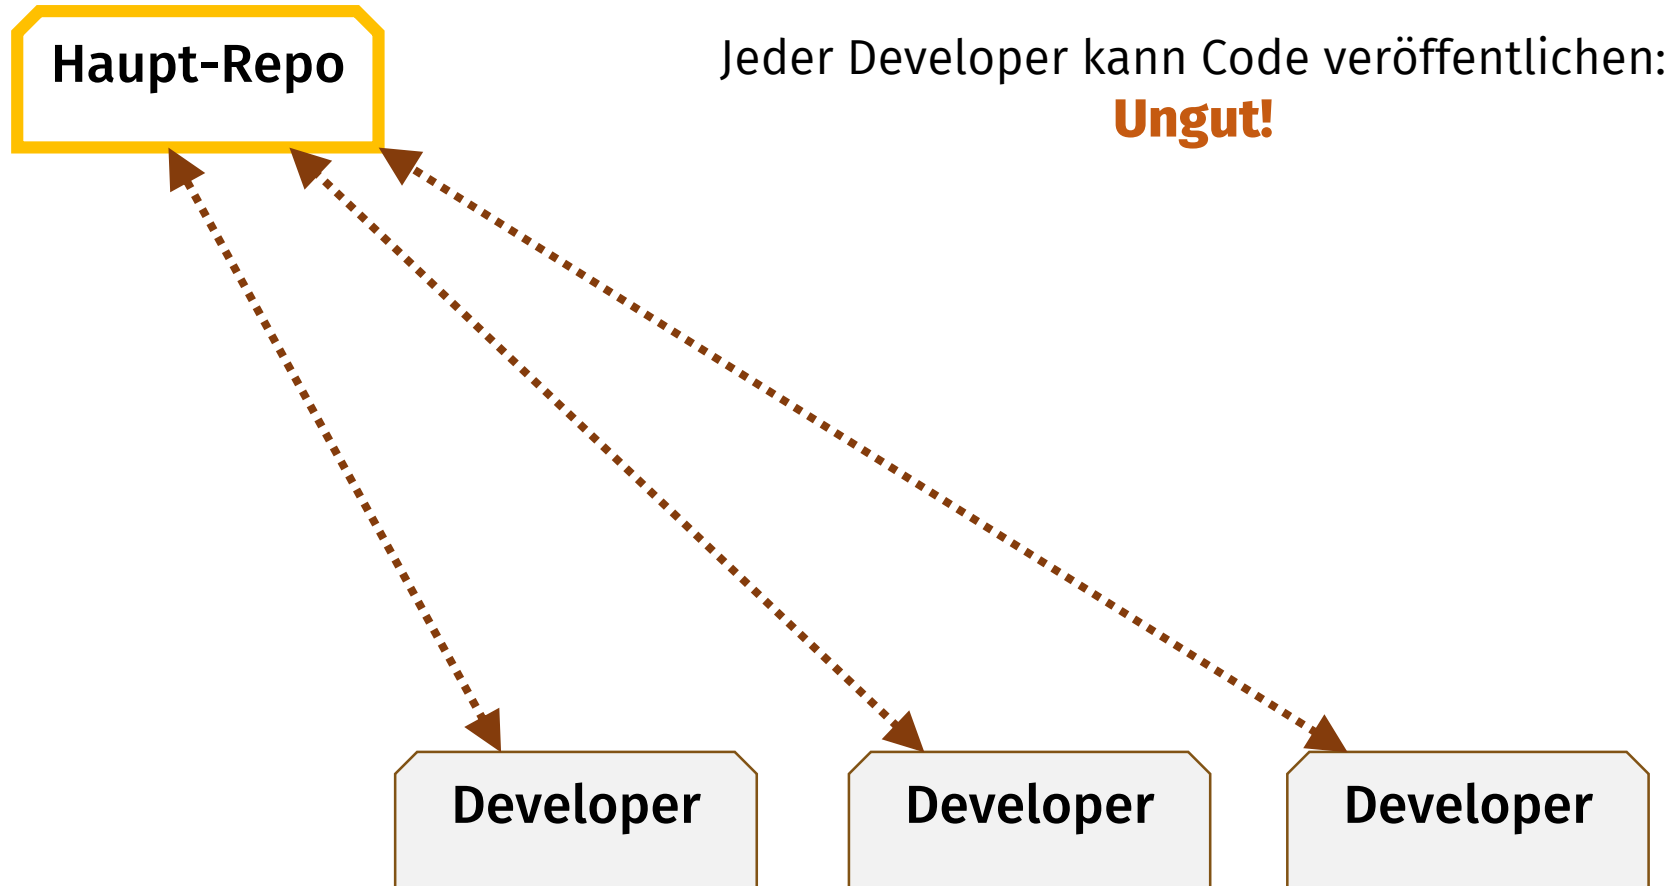 Haupt-Repo
Jeder Developer kann Code veröffentlichen:
Ungut!
Developer
Developer
Developer